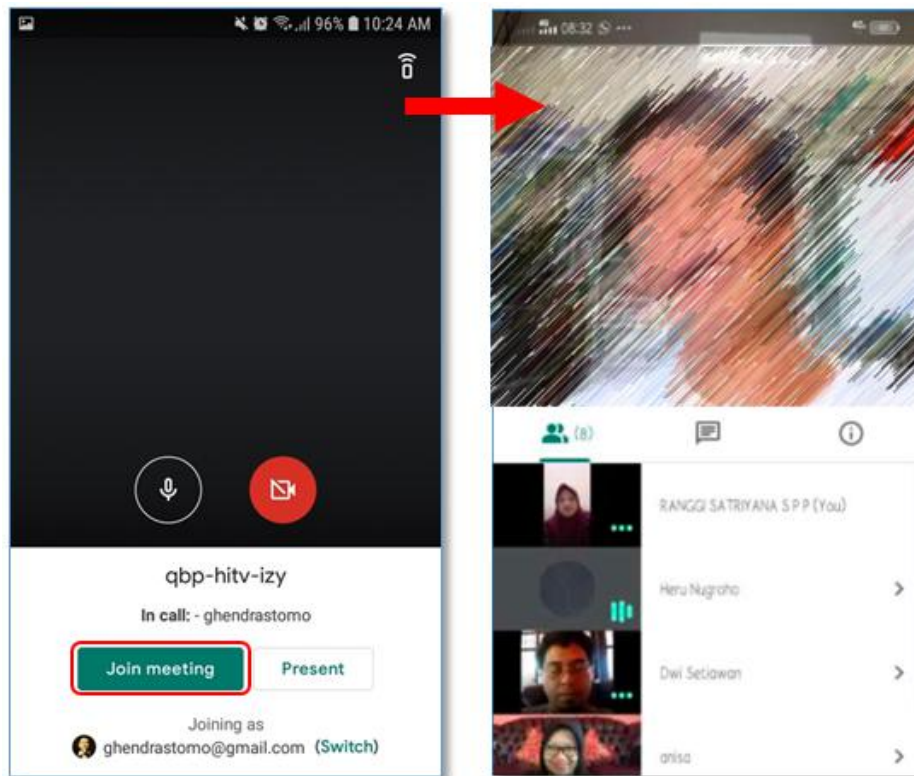 96% 10:24 AM
qbp-hitv-izy
In call: - ghendrastomo
Join meeting
Present
Joining as
ghendrastomo@gmail.com (Switch)
08:32
(8)
RANGGI SATRIYANA S P P (You)
Heru Nugroho
Dwi Setiawan
anisa